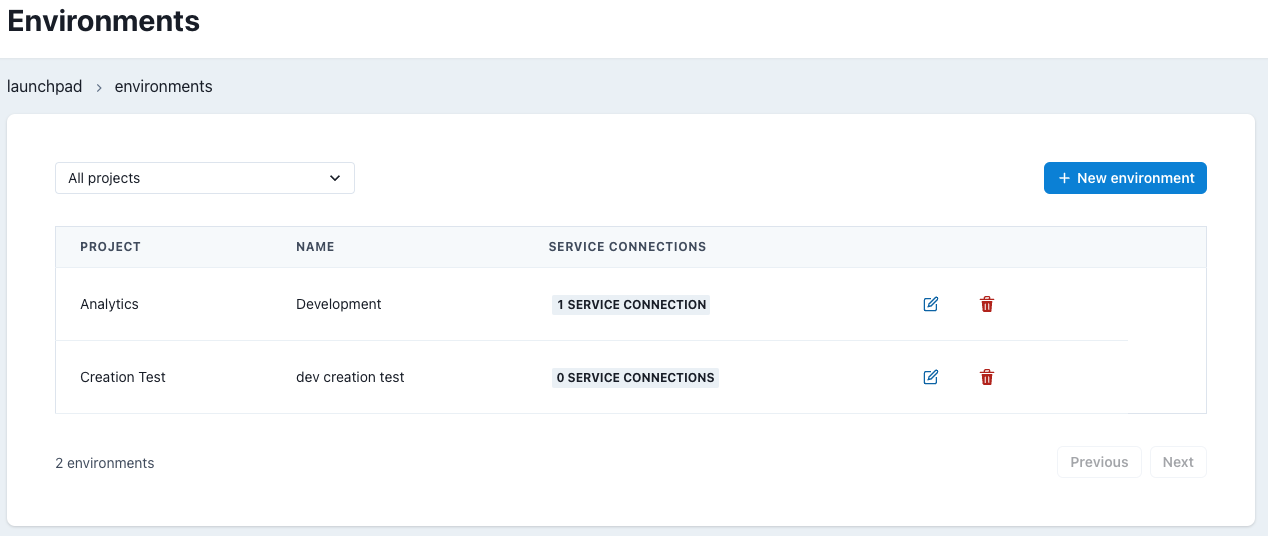 Environments
launchpad > environments
All projects
+ New environment
PROJECT NAME SERVICE CONNECTIONS
Analytics Development 1 SERVICE CONNECTION
Creation Test dev creation test 0 SERVICE CONNECTIONS
2 environments
Previous Next